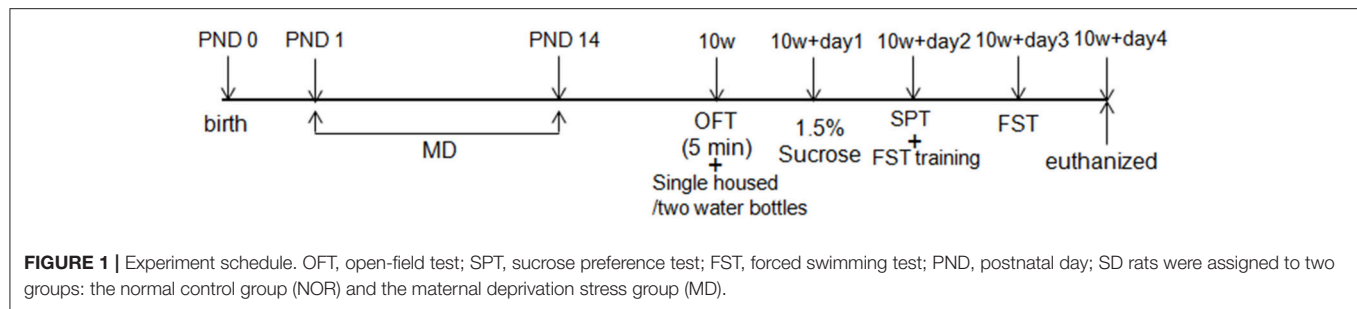 PND 0 PND 1 PND 14 10w 10w+day1 10w+day2 10w+day3 10w+day4
birth MD OFT 1.5% SPT FST euthanized
(5 min) Sucrose +
+ FST training
Single housed
/two water bottles
FIGURE 1 | Experiment schedule. OFT, open-field test; SPT, sucrose preference test; FST, forced swimming test; PND, postnatal day; SD rats were assigned to two
groups: the normal control group (NOR) and the maternal deprivation stress group (MD).